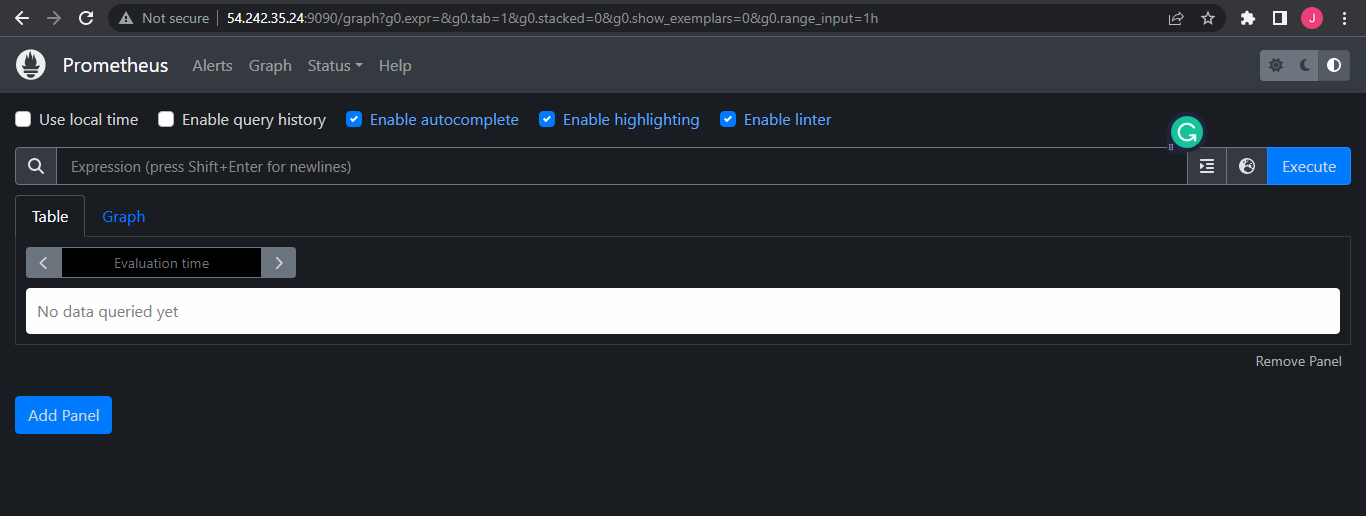 Not secure | 54.242.35.24:9090/graph?g0.expr=&g0.tab=1&g0.stacked=0&g0.show_exemplars=0&g0.range_input=1h
J
Prometheus Alerts Graph Status Help
Use local time Enable query history Enable autocomplete Enable highlighting Enable linter
Expression (press Shift+Enter for newlines) Execute
Table Graph
Evaluation time
No data queried yet
Remove Panel
Add Panel